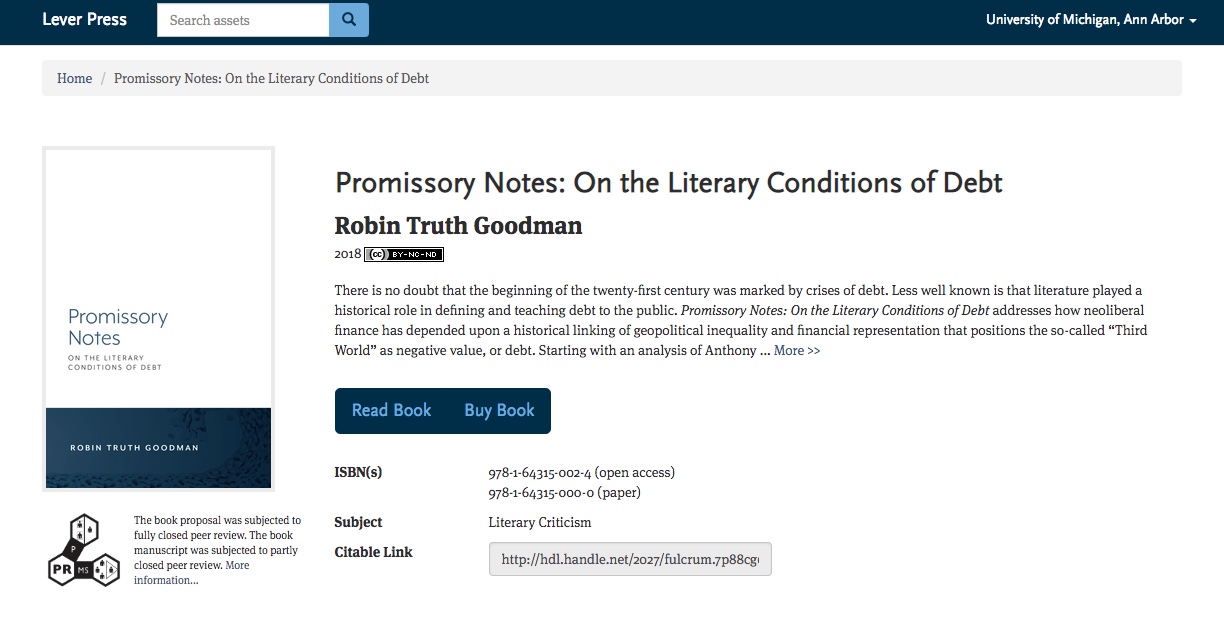 Lever Press
Search assets
University of Michigan, Ann Arbor
Home / Promissory Notes: On the Literary Conditions of Debt
Promissory
Notes
ON THE LITERARY
CONDITIONS OF DEBT
ROBIN TRUTH GOODMAN
P
PR MS
The book proposal was subjected to
fully closed peer review. The book
manuscript was subjected to partly
closed peer review. More
information...
Promissory Notes: On the Literary Conditions of Debt
Robin Truth Goodman
2018 cc BY-NC-ND
There is no doubt that the beginning of the twenty-first century was marked by crises of debt. Less well known is that literature played a
historical role in defining and teaching debt to the public. Promissory Notes: On the Literary Conditions of Debt addresses how neoliberal
finance has depended upon a historical linking of geopolitical inequality and financial representation that positions the so-called “Third
World” as negative value, or debt. Starting with an analysis of Anthony ... More >>
Read Book Buy Book
ISBN(s) 978-1-64315-002-4 (open access)
978-1-64315-000-0 (paper)
Subject Literary Criticism
Citable Link http://hdl.handle.net/2027/fulcrum.7p88cg